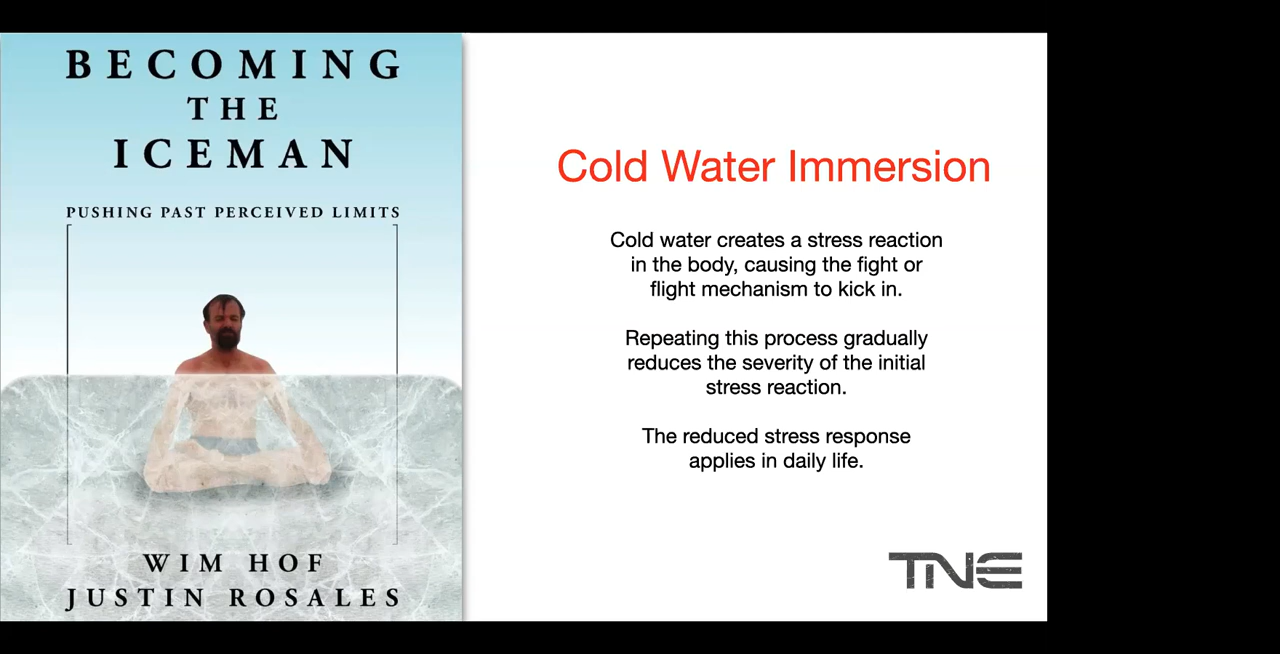 BECOMING
THE
ICEMAN
PUSHING PAST PERCEIVED LIMITS
WIM HOF
JUSTIN ROSALES
Cold Water Immersion
Cold water creates a stress reaction
in the body, causing the fight or
flight mechanism to kick in.
Repeating this process gradually
reduces the severity of the initial
stress reaction.
The reduced stress response
applies in daily life.
TNE